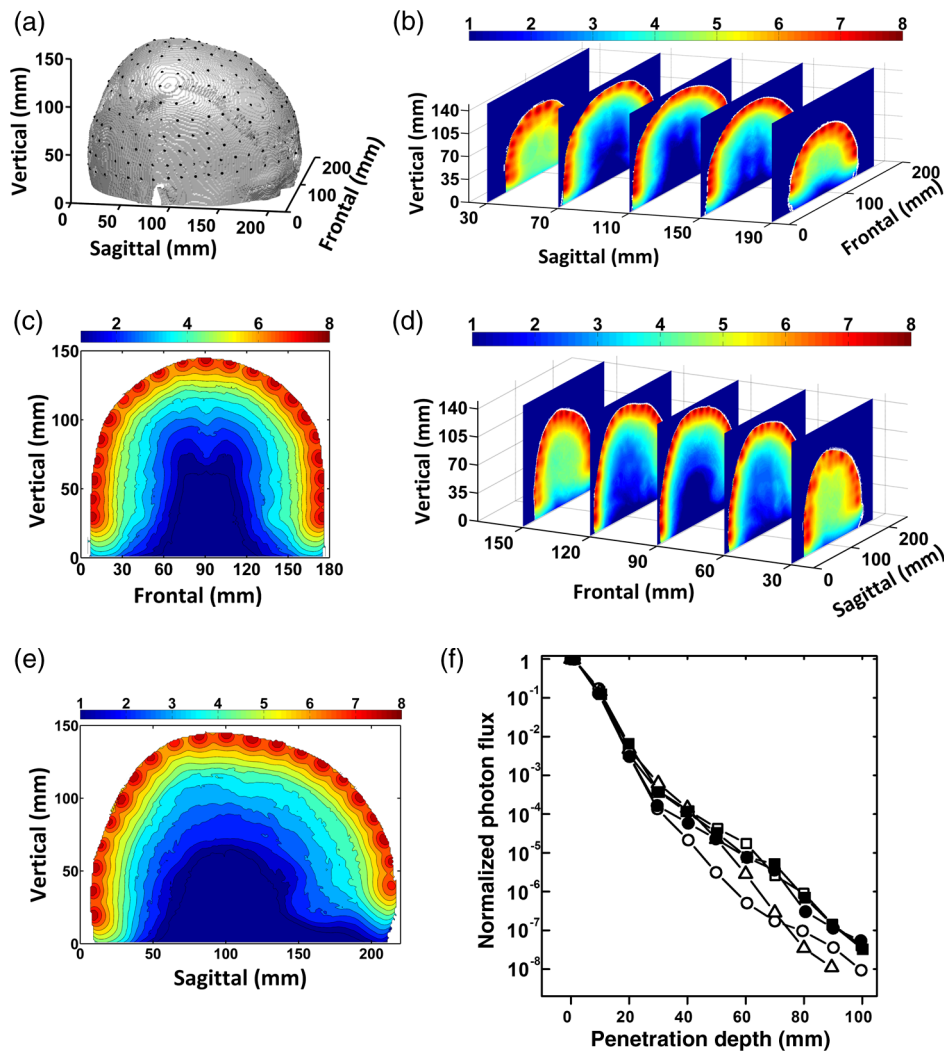 (a)
150
100
50
0
Vertical (mm)
0
50
100
150
200
Sagittal (mm)
0
100
200
Frontal (mm)
(b)
1 2 3 4 5 6 7 8
140
105
70
35
0
Vertical (mm)
30
70
110
150
190
Sagittal (mm)
0
100
200
Frontal (mm)
(c)
2 4 6 8
150
100
50
0
Vertical (mm)
0 30 60 90 120 150 180
Frontal (mm)
(d)
1 2 3 4 5 6 7 8
140
105
70
35
0
Vertical (mm)
150
120
90
60
30
Frontal (mm)
0
100
200
Sagittal (mm)
(e)
1 2 3 4 5 6 7 8
150
100
50
0
Vertical (mm)
0 50 100 150 200
Sagittal (mm)
(f)
1
10-1
10-2
10-3
10-4
10-5
10-6
10-7
10-8
Normalized photon flux
0 20 40 60 80 100
Penetration depth (mm)